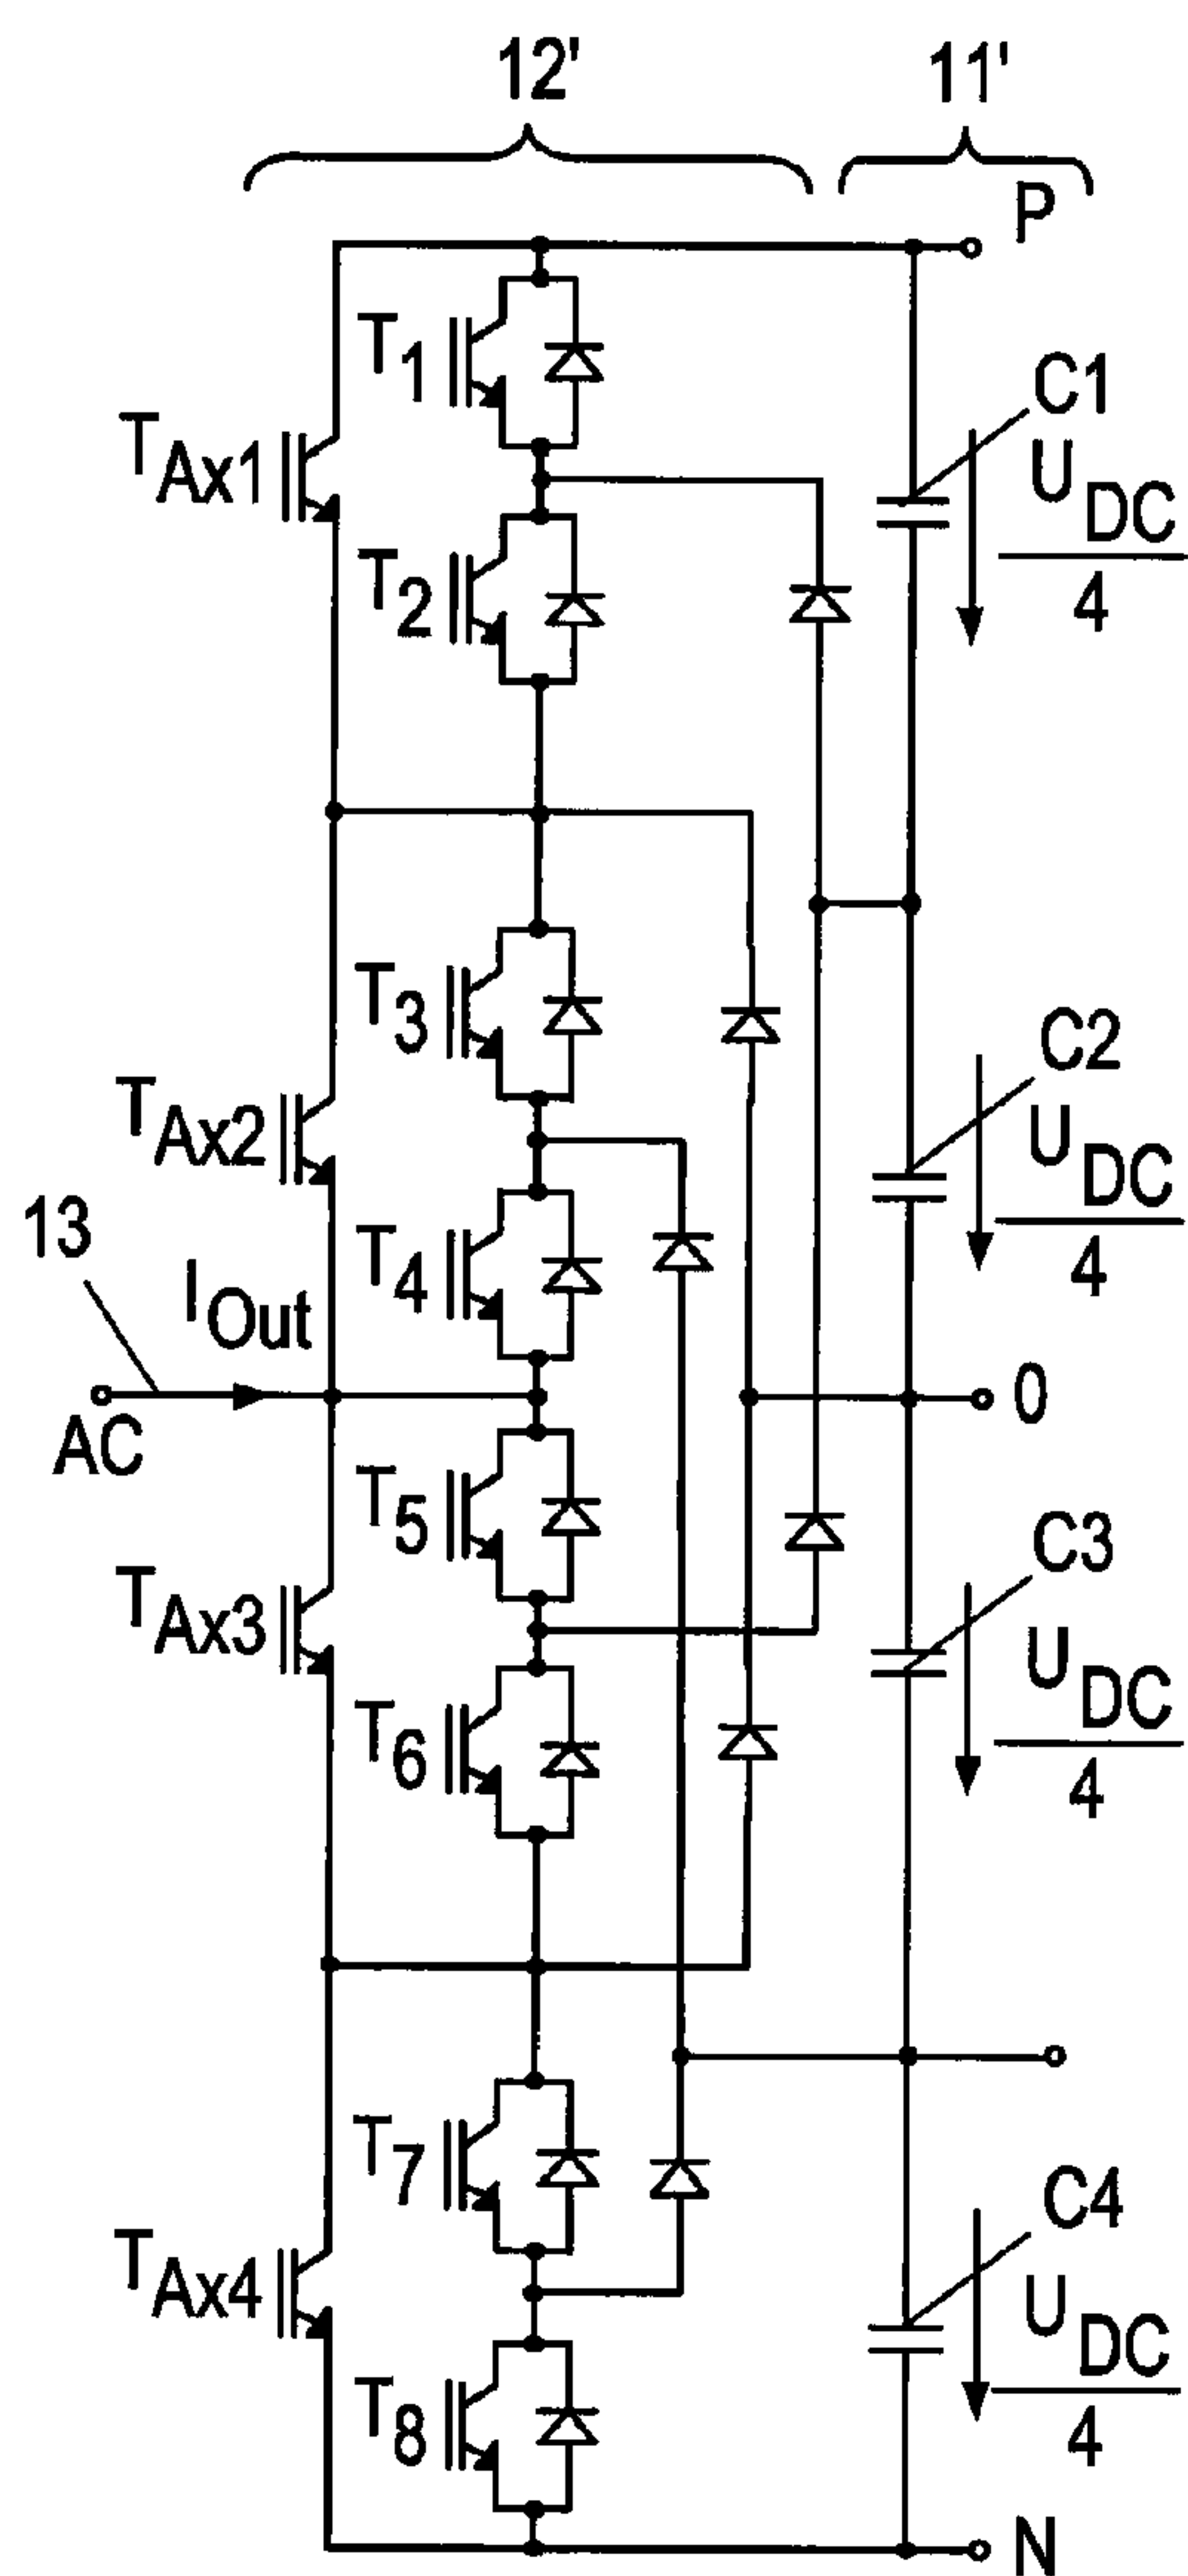 12' 11'
P
T1
C1
TAx1
UDC
4
T2
T3
C2
TAx2
UDC
4
13
IOut
T4
0
AC
T5
C3
TAx3
UDC
4
T6
T7
C4
TAx4
UDC
4
T8
N